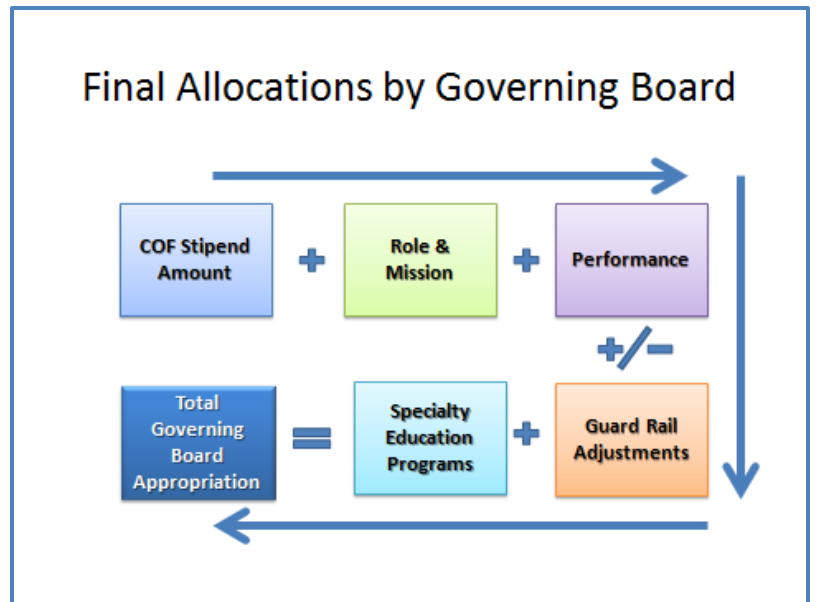 Final Allocations by Governing Board
COF Stipend
Amount
+
Role &
Mission
+
Performance
+/-
Guard Rail
Adjustments
+
Specialty
Education
Programs
=
Total
Governing
Board
Appropriation